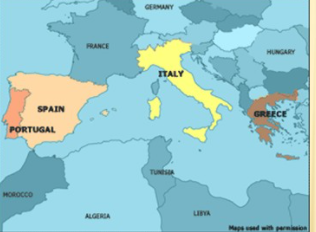 GERMANY
FRANCE
HUNGARY
ITALY
SPAIN
GREECE
PORTUGAL
TUNISIA
MOROCCO
ALGERIA
LIBYA
Maps used with permission